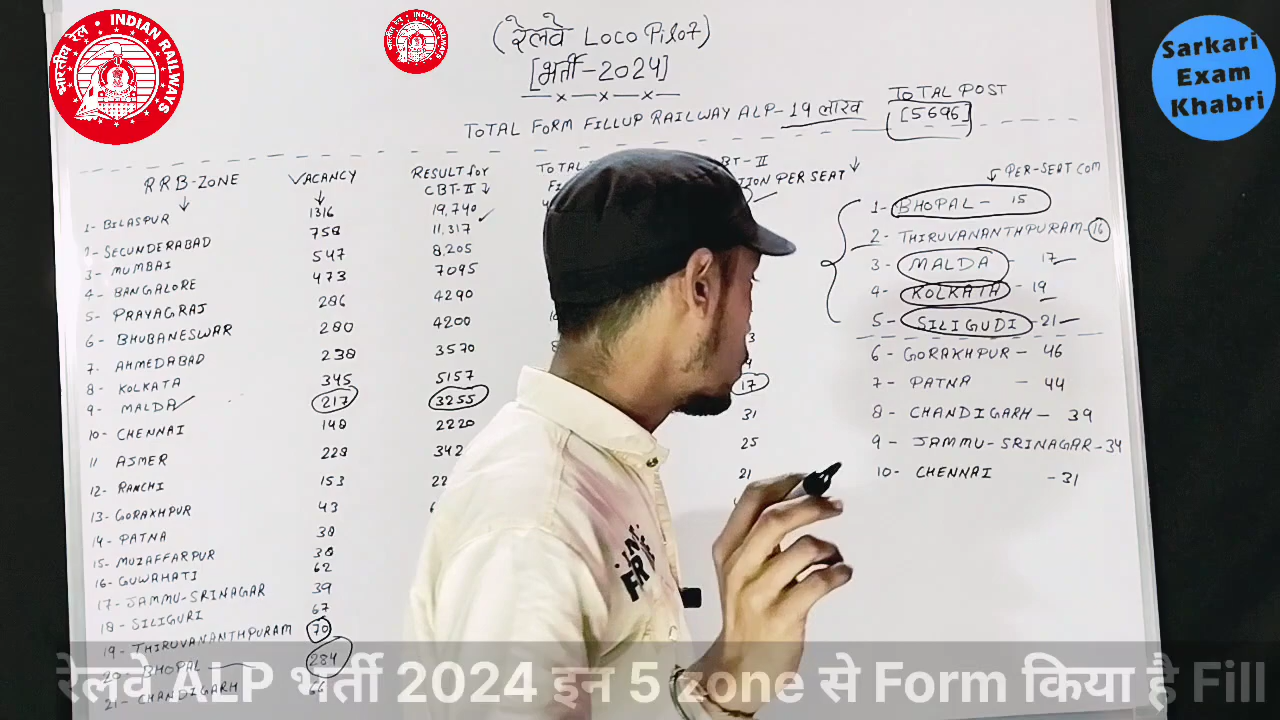 भारतीय रेल INDIAN RAILWAYS
INDIAN RAILWAYS
Sarkari
Exam
Khabri
(रेलवे Loco Pilot)
[भर्ती-2024]
TOTAL FORM FILLUP RAILWAY ALP-19 लाख
TOTAL POST
[5696]
RRB-ZONE VACANCY RESULT for
CBT-II
PER SEAT
1- BILASPUR 1316 19,740
2- SECUNDERABAD 758 11,317
3- MUMBAI 547 8,205
4- BANGALORE 473 7095
5- PRAYAGRAJ 286 4290
6- BHUBANESWAR 280 4200
7- AHMEDABAD 238 3570
8- KOLKATA 345 5157
9- MALDA 217 3255 17
10- CHENNAI 148 2220 31
11 AJMER 228 342 25
12- RANCHI 153 22 21
13- GORAKHPUR 43
14- PATNA 38
15- MUZAFFARPUR 38
16- GUWAHATI 62
17- JAMMU-SRINAGAR 39
18- SILIGURI 67
19- THIRUVANANTHPURAM 70
20- BHOPAL 284
21- CHANDIGARH 66
PER-SEAT COM
1- BHOPAL - 15
2- THIRUVANANTHPURAM-16
3- MALDA - 17
4- KOLKATA - 19
5- SILIGUDI -21
6- GORAKHPUR - 46
7- PATNA - 44
8- CHANDIGARH - 39
9- JAMMU-SRINAGAR-34
10- CHENNAI -31
रेलवे ALP भर्ती 2024 इन 5 zone से Form किया है Fill